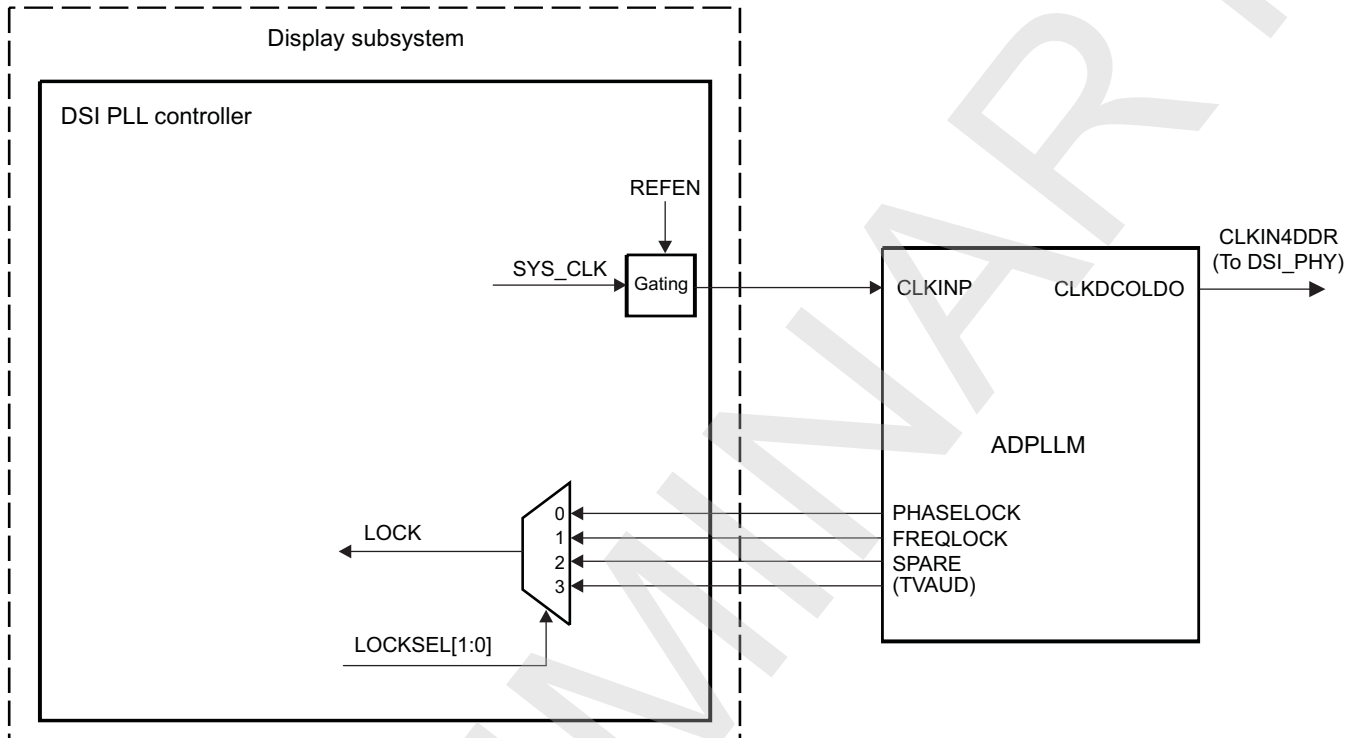 Display subsystem
DSI PLL controller
REFEN
SYS_CLK
Gating
CLKINP
CLKDCOLDO
CLKIN4DDR
(To DSI_PHY)
ADPLLM
LOCK
0
1
2
3
PHASELOCK
FREQLOCK
SPARE
(TVAUD)
LOCKSEL[1:0]